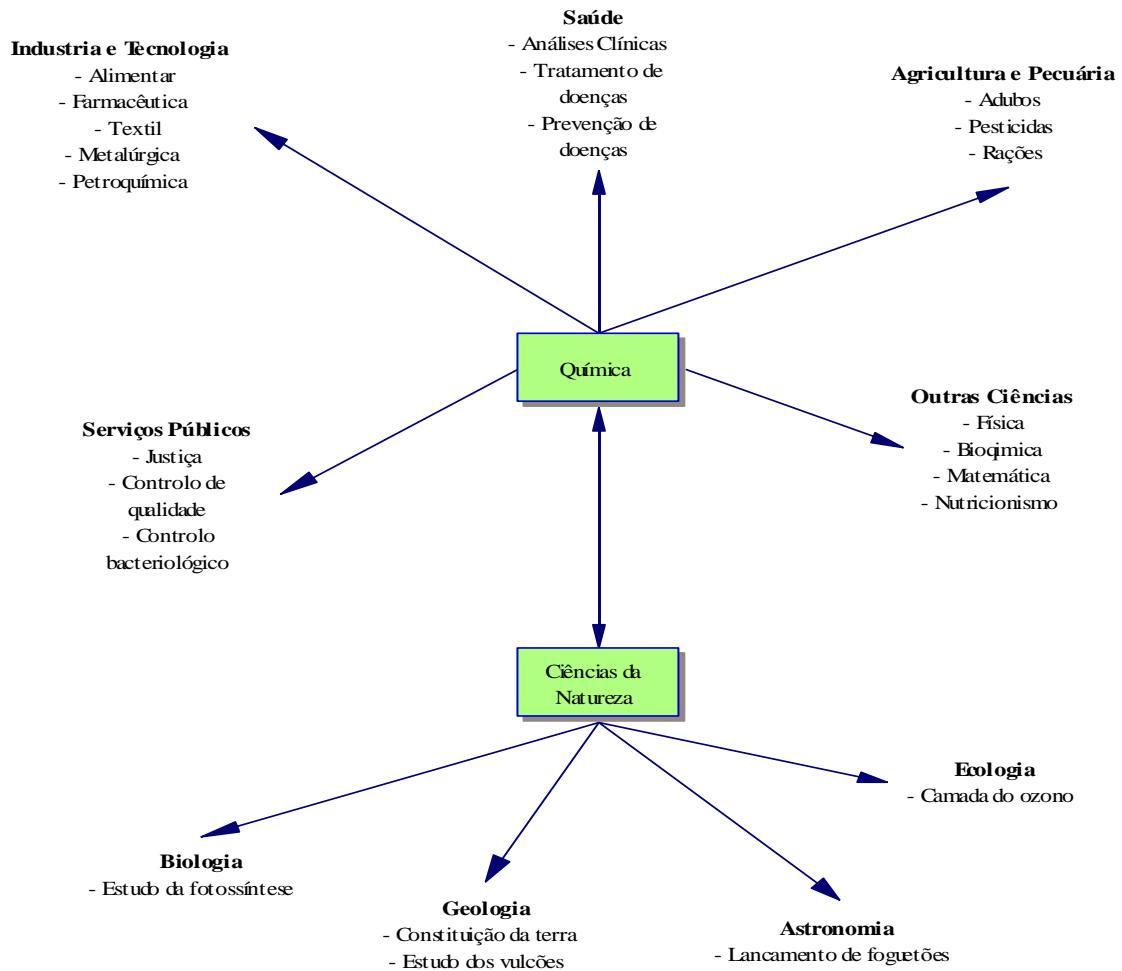 Saúde
- Análises Clínicas
- Tratamento de
doenças
- Prevenção de
doenças
Industria e Tecnologia
- Alimentar
- Farmacêutica
- Textil
- Metalúrgica
- Petroquímica
Agricultura e Pecuária
- Adubos
- Pesticidas
- Rações
Química
Serviços Públicos
- Justiça
- Controlo de
qualidade
- Controlo
bacteriológico
Outras Ciências
- Física
- Bioqimica
- Matemática
- Nutricionismo
Ciências da
Natureza
Ecologia
- Camada do ozono
Biologia
- Estudo da fotossíntese
Geologia
- Constituição da terra
- Estudo dos vulcões
Astronomia
- Lancamento de foguetões